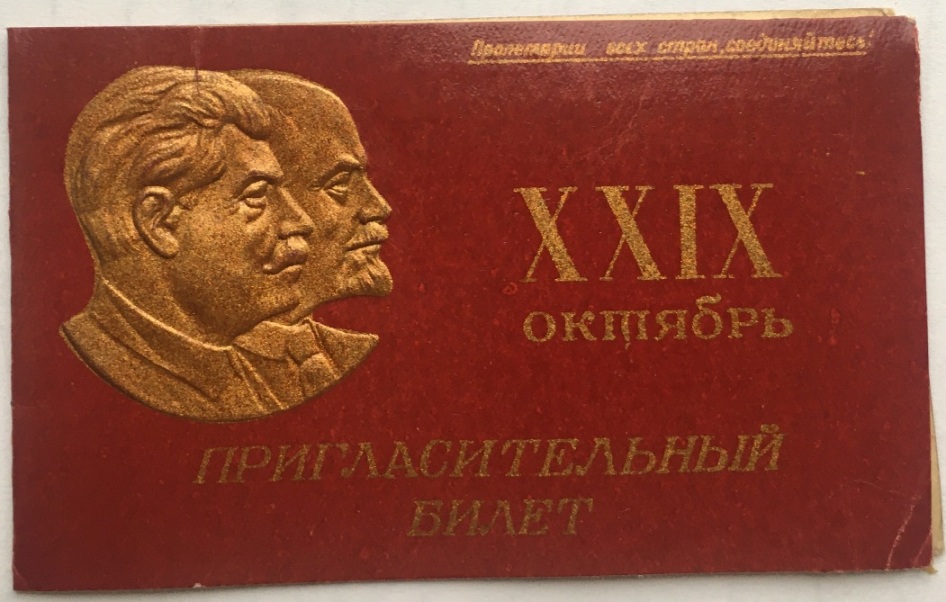 Пролетарии всех стран, соединяйтесь!
XXIX
ОКТЯБРЬ
ПРИГЛАСИТЕЛЬНЫЙ
БИЛЕТ